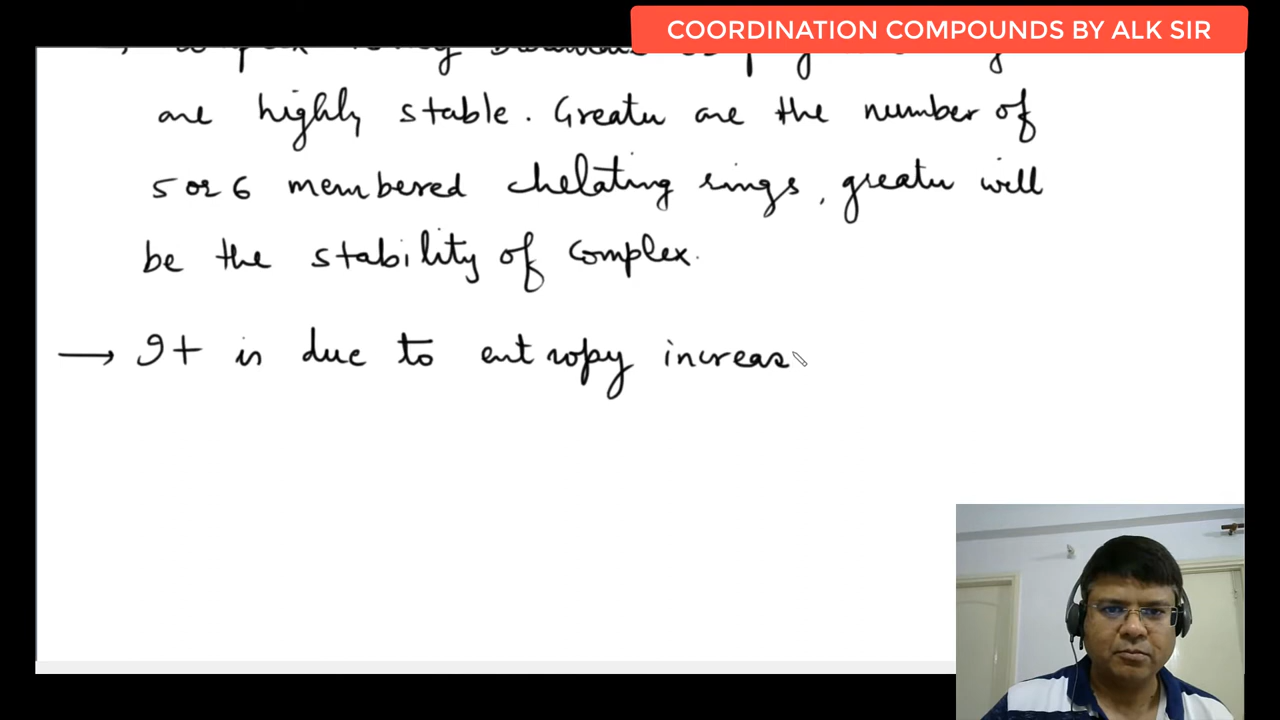 COORDINATION COMPOUNDS BY ALK SIR
are highly stable. Greater are the number of
5 or 6 membered chelating rings, greater will
be the stability of complex.
→ It is due to entropy increas